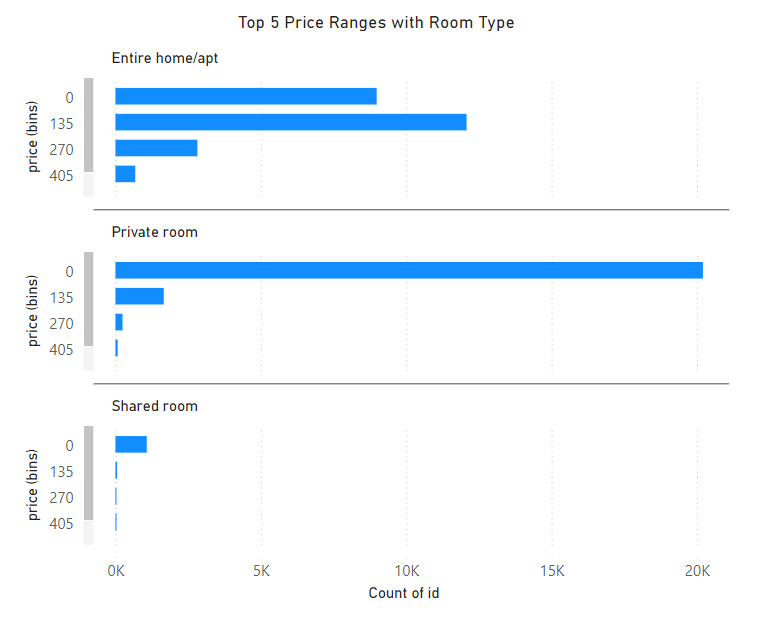 Top 5 Price Ranges with Room Type
Entire home/apt
price (bins)
0
135
270
405
Private room
price (bins)
0
135
270
405
Shared room
price (bins)
0
135
270
405
0K 5K 10K 15K 20K
Count of id